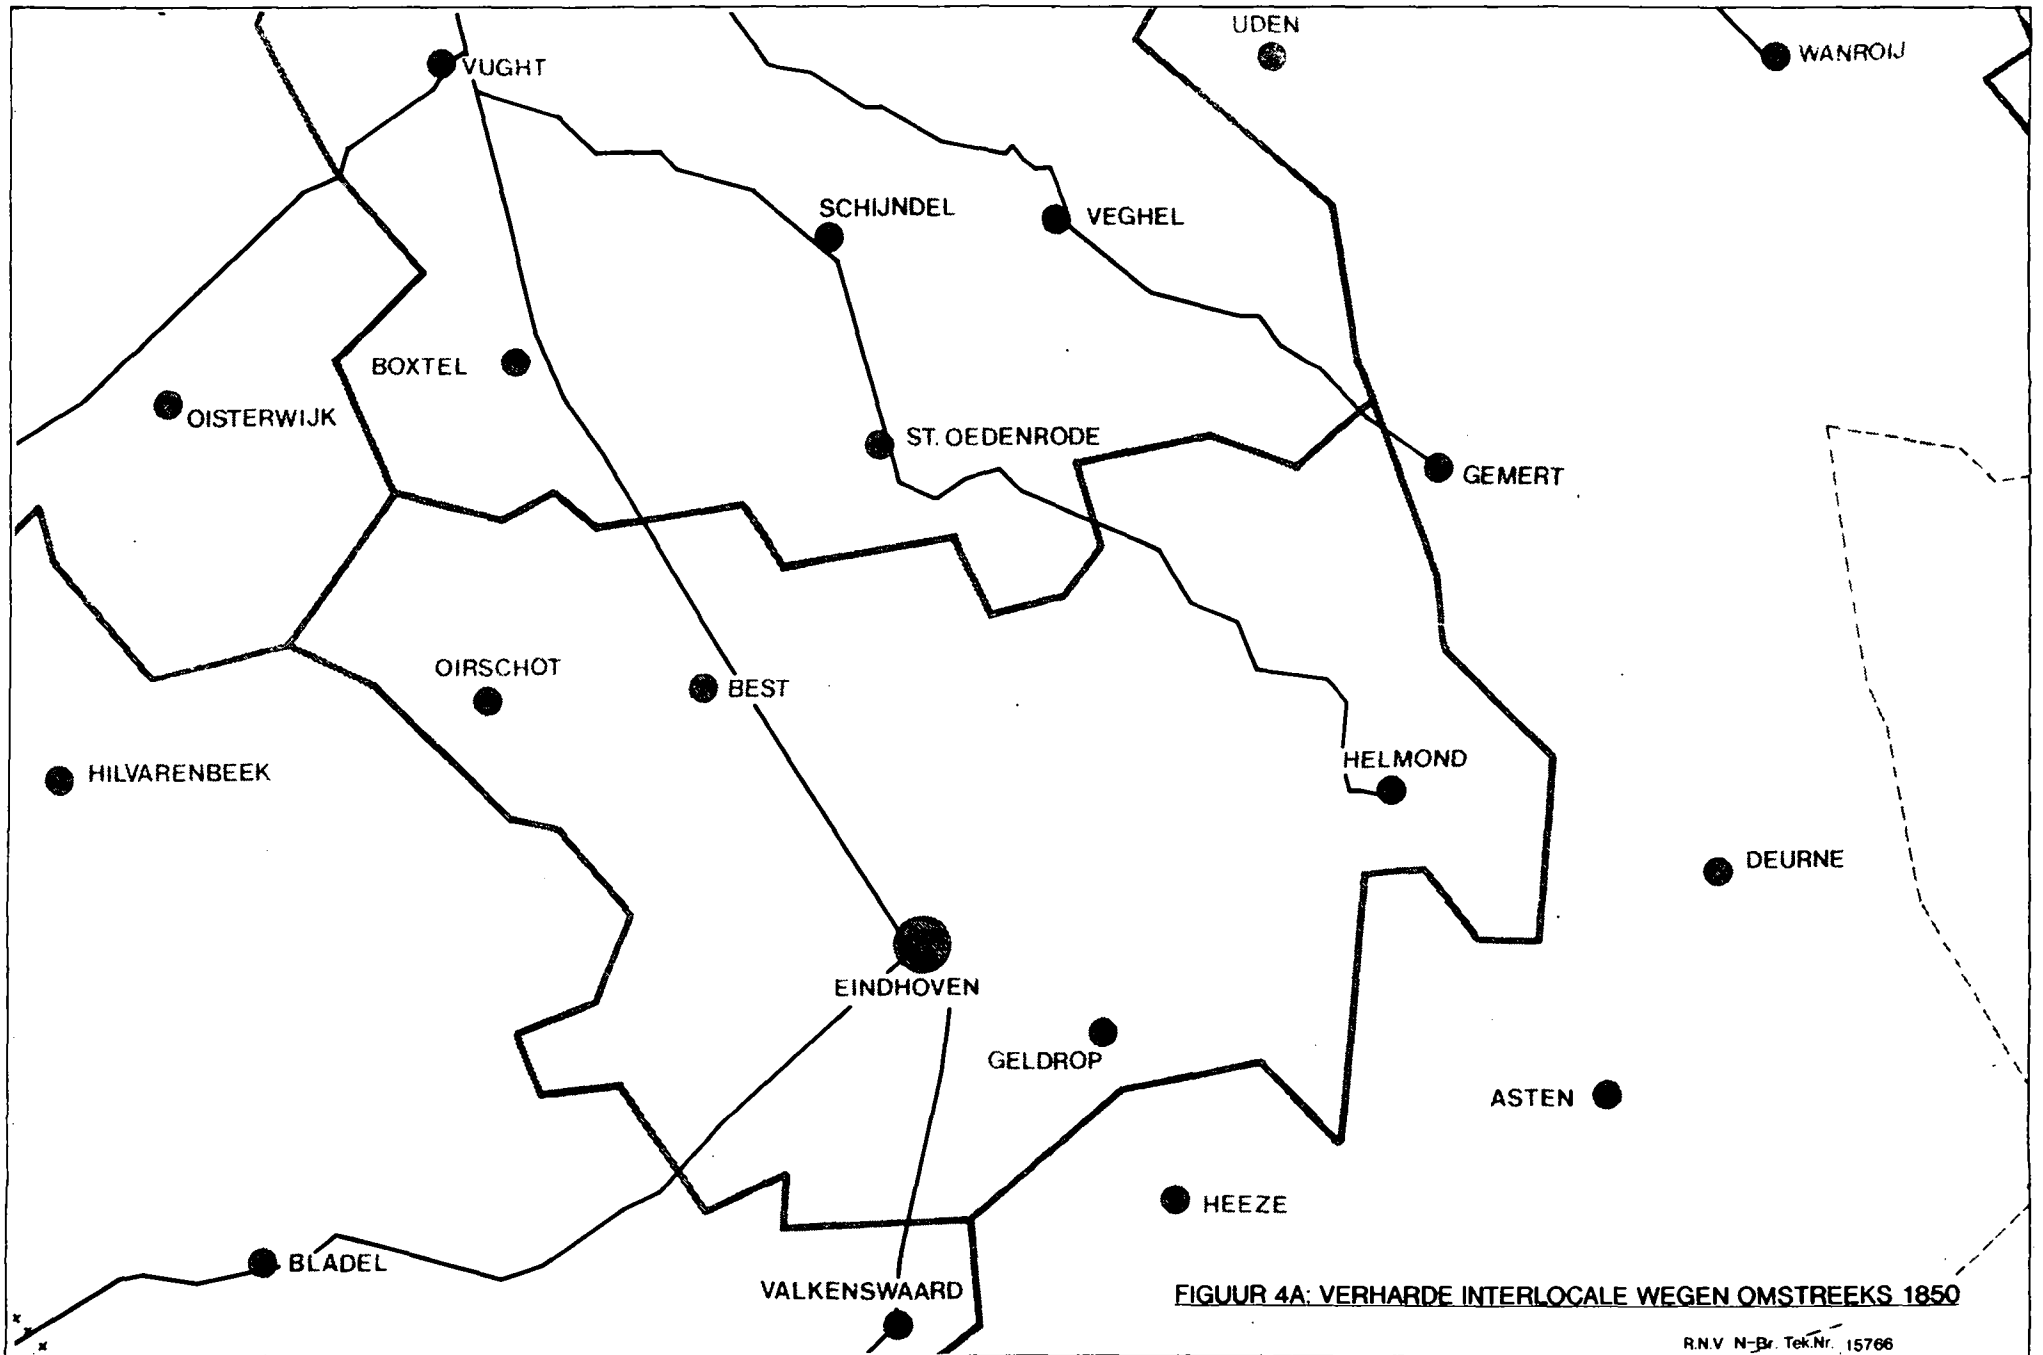 UDEN
WANROIJ
VUGHT
SCHIJNDEL
VEGHEL
BOXTEL
OISTERWIJK
ST. OEDENRODE
GEMERT
OIRSCHOT
BEST
HILVARENBEEK
HELMOND
DEURNE
EINDHOVEN
GELDROP
ASTEN
HEEZE
BLADEL
VALKENSWAARD
FIGUUR 4A: VERHARDE INTERLOCALE WEGEN OMSTREEKS 1850
R.N.V N-Br. Tek.Nr. 15766